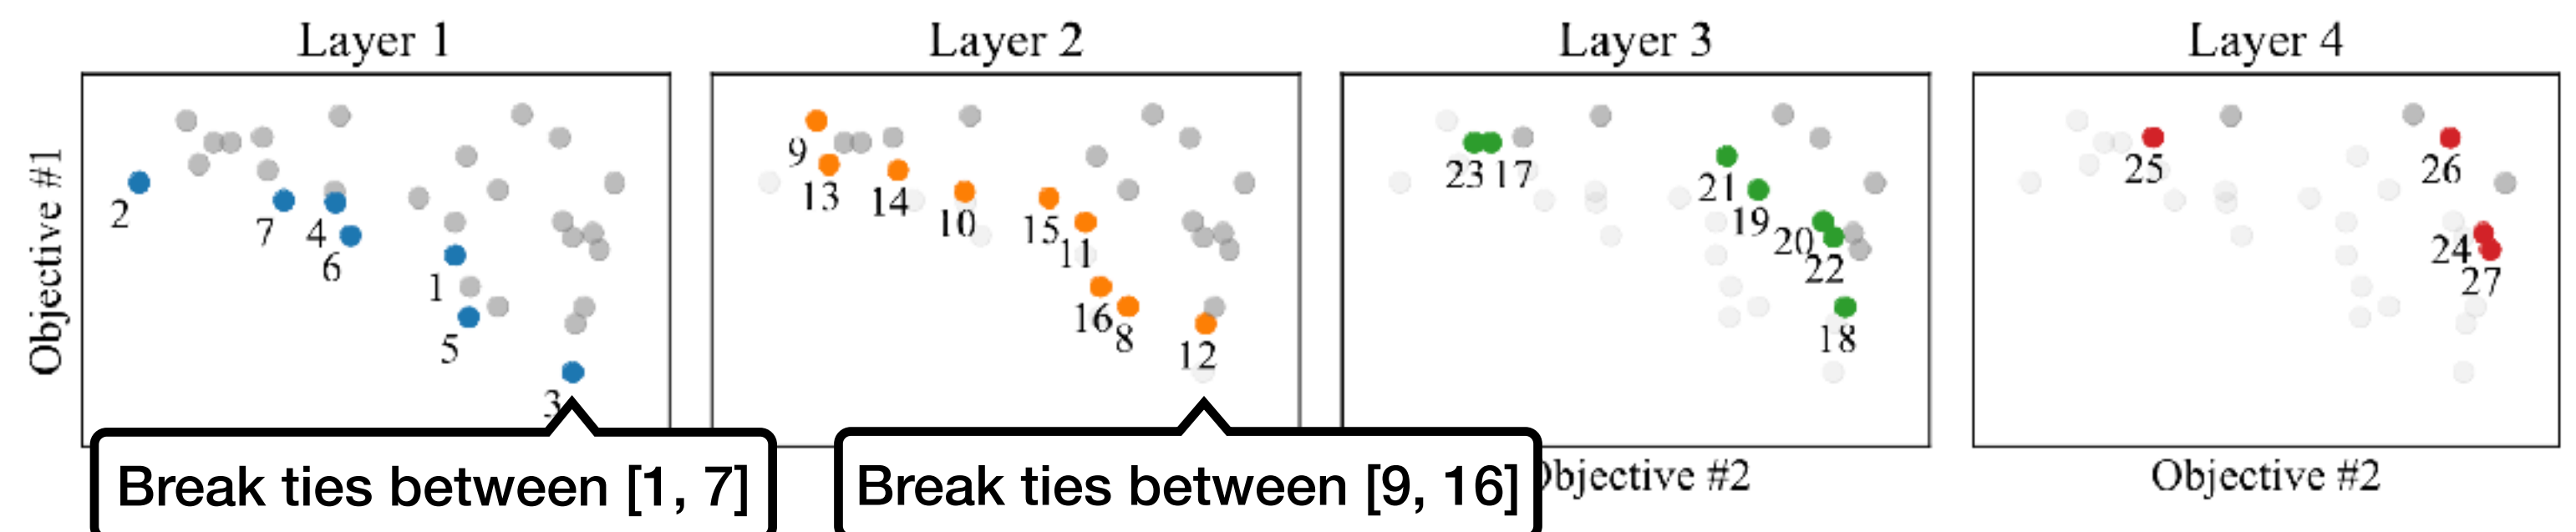 Layer 1
Layer 2
Layer 3
Layer 4
Objective #1
2
7
4
6
1
5
3
9
13
14
10
15
11
16
8
12
23 17
21
19
20
22
18
25
26
24
27
Break ties between [1, 7]
Break ties between [9, 16]
bjective #2
Objective #2